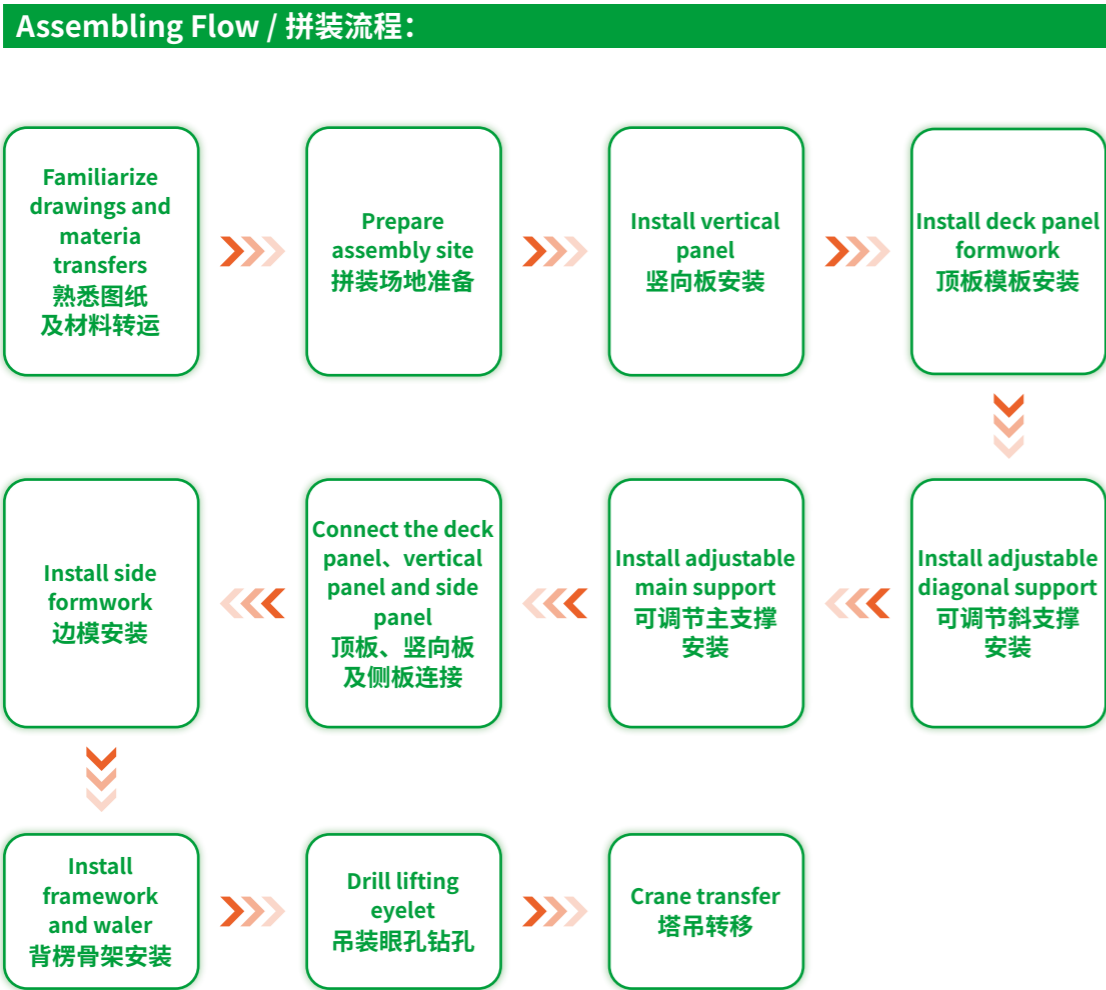 Assembling Flow / 拼装流程：
Familiarize
drawings and
materia
transfers
熟悉图纸
及材料转运
Prepare
assembly site
拼装场地准备
Install vertical
panel
竖向板安装
Install deck panel
formwork
顶板模板安装
Install adjustable
diagonal support
可调节斜支撑
安装
Install adjustable
main support
可调节主支撑
安装
Connect the deck
panel、vertical
panel and side
panel
顶板、竖向板
及侧板连接
Install side
formwork
边模安装
Install
framework
and waler
背楞骨架安装
Drill lifting
eyelet
吊装眼孔钻孔
Crane transfer
塔吊转移